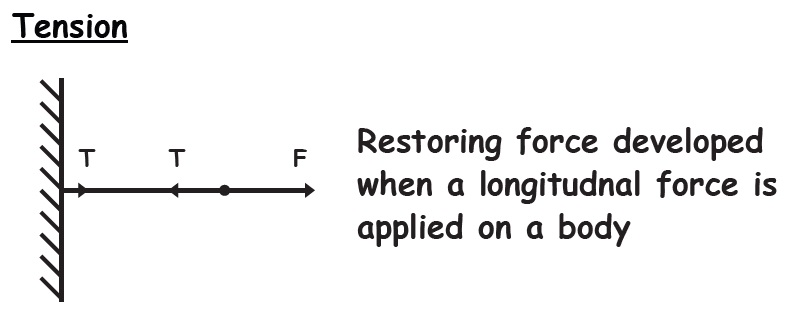 Tension
T T F
Restoring force developed
when a longitudnal force is
applied on a body